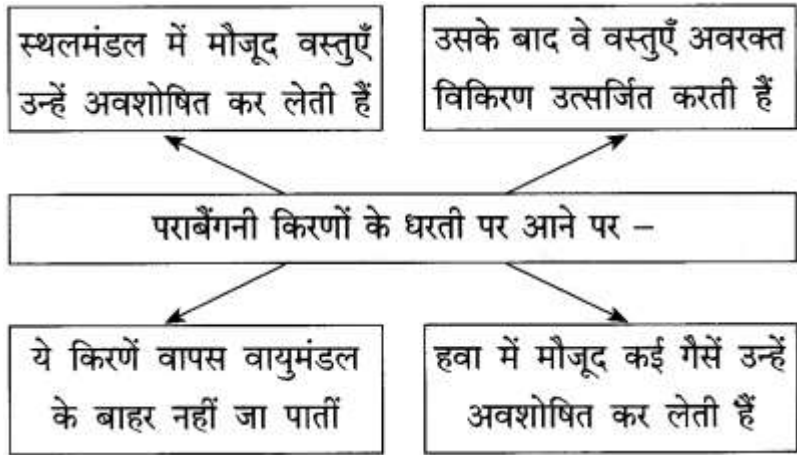 स्थलमंडल में मौजूद वस्तुएँ
उन्हें अवशोषित कर लेती हैं
उसके बाद वे वस्तुएँ अवरक्त
विकिरण उत्सर्जित करती हैं
पराबैंगनी किरणों के धरती पर आने पर –
ये किरणें वापस वायुमंडल
के बाहर नहीं जा पातीं
हवा में मौजूद कई गैसें उन्हें
अवशोषित कर लेती हैं